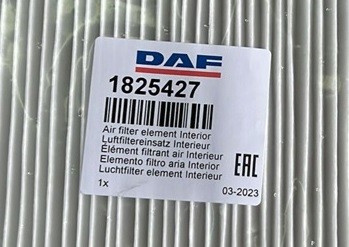 DAF
1825427
Air filter element Interior
Luftfiltereinsatz Interieur
Élément filtrant air Interieur
Elemento filtro aria Interior
Luchtfilter element Interieur
1x
EAC
03-2023